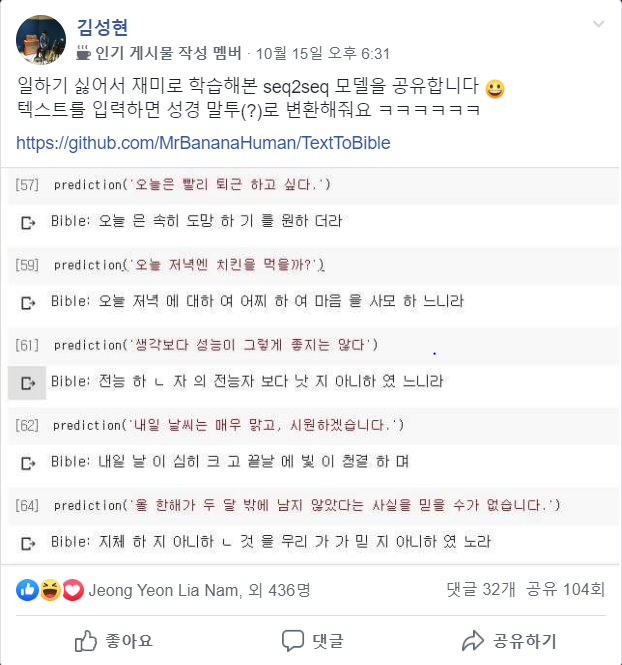 김성현
인기 게시물 작성 멤버 · 10월 15일 오후 6:31
일하기 싫어서 재미로 학습해본 seq2seq 모델을 공유합니다 😃
텍스트를 입력하면 성경 말투(?)로 변환해줘요 ㅋㅋㅋㅋㅋㅋ
https://github.com/MrBananaHuman/TextToBible
[57] prediction('오늘은 빨리 퇴근 하고 싶다.')
Bible: 오늘 은 속히 도망 하 기 를 원하 더라
[59] prediction('오늘 저녁엔 치킨을 먹을까?')
Bible: 오늘 저녁 에 대하 여 어찌 하 여 마음 을 사모 하 느니라
[61] prediction('생각보다 성능이 그렇게 좋지는 않다')
Bible: 전능 하 ㄴ 자 의 전능자 보다 낫 지 아니하 였 느니라
[62] prediction('내일 날씨는 매우 맑고, 시원하겠습니다.')
Bible: 내일 날 이 심히 크 고 끝날 에 빛 이 청결 하 며
[64] prediction('올 한해가 두 달 밖에 남지 않았다는 사실을 믿을 수가 없습니다.')
Bible: 지체 하 지 아니하 ㄴ 것 을 우리 가 가 믿 지 아니하 였 노라
Jeong Yeon Lia Nam, 외 436명 댓글 32개 공유 104회
좋아요 댓글 공유하기